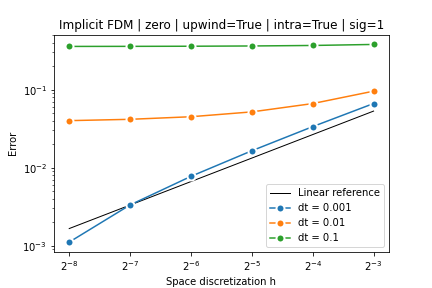 Implicit FDM | zero | upwind=True | intra=True | sig=1
Error
10⁻¹
10⁻²
10⁻³
Linear reference
dt = 0.001
dt = 0.01
dt = 0.1
2⁻⁸ 2⁻⁷ 2⁻⁶ 2⁻⁵ 2⁻⁴ 2⁻³
Space discretization h